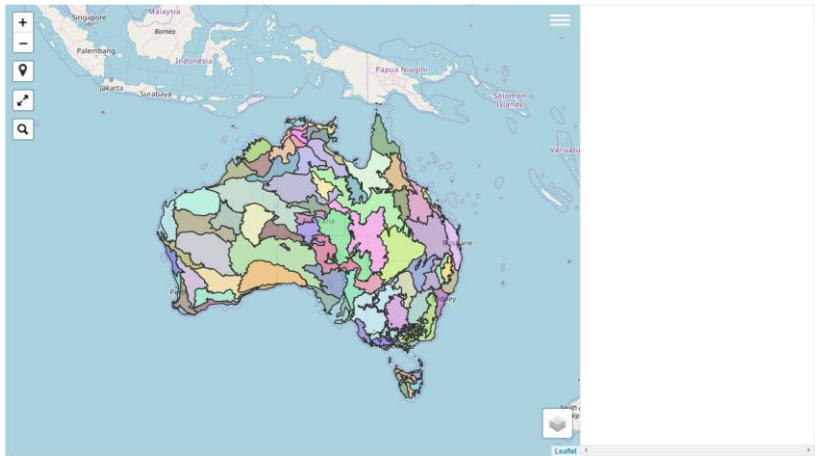 Malaysia
Singapore
Borneo
Palembang
Indonesia
Papua Niugini
Jakarta
Surabaya
Solomon
Islands
Vanuatu
Leaflet